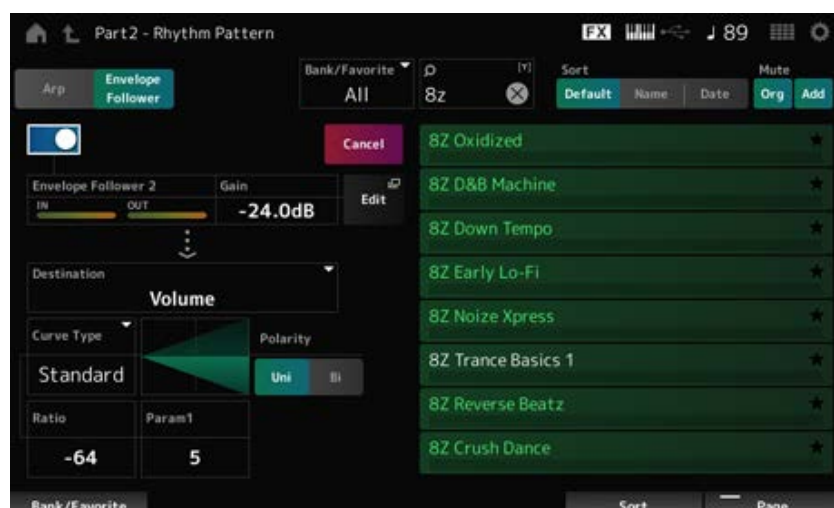 Part2 - Rhythm Pattern
FX
♩ 89
Arp
Envelope Follower
Bank/Favorite
All
[Y]
8z
Sort
Default
Name
Date
Mute
Org
Add
Cancel
Envelope Follower 2
IN
OUT
Gain
-24.0dB
Edit
Destination
Volume
Curve Type
Standard
Polarity
Uni
Bi
Ratio
-64
Param1
5
8Z Oxidized
8Z D&B Machine
8Z Down Tempo
8Z Early Lo-Fi
8Z Noize Xpress
8Z Trance Basics 1
8Z Reverse Beatz
8Z Crush Dance
Bank/Favorite
Sort
Page